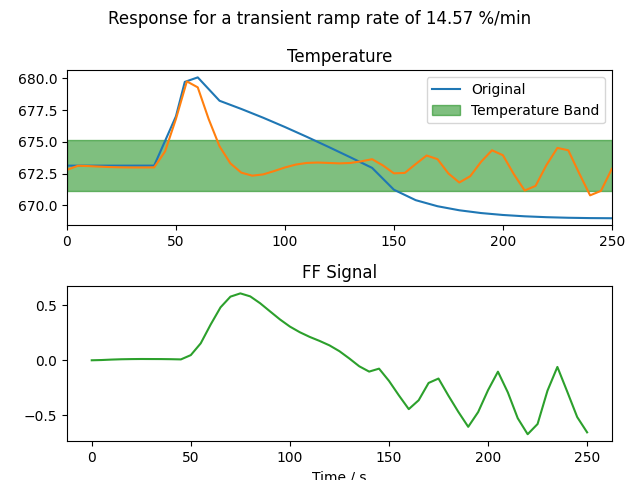 Response for a transient ramp rate of 14.57 %/min
Temperature
680.0
677.5
675.0
672.5
670.0
Original
Temperature Band
0 50 100 150 200 250
FF Signal
0.5
0.0
−0.5
0 50 100 150 200 250
Time / s